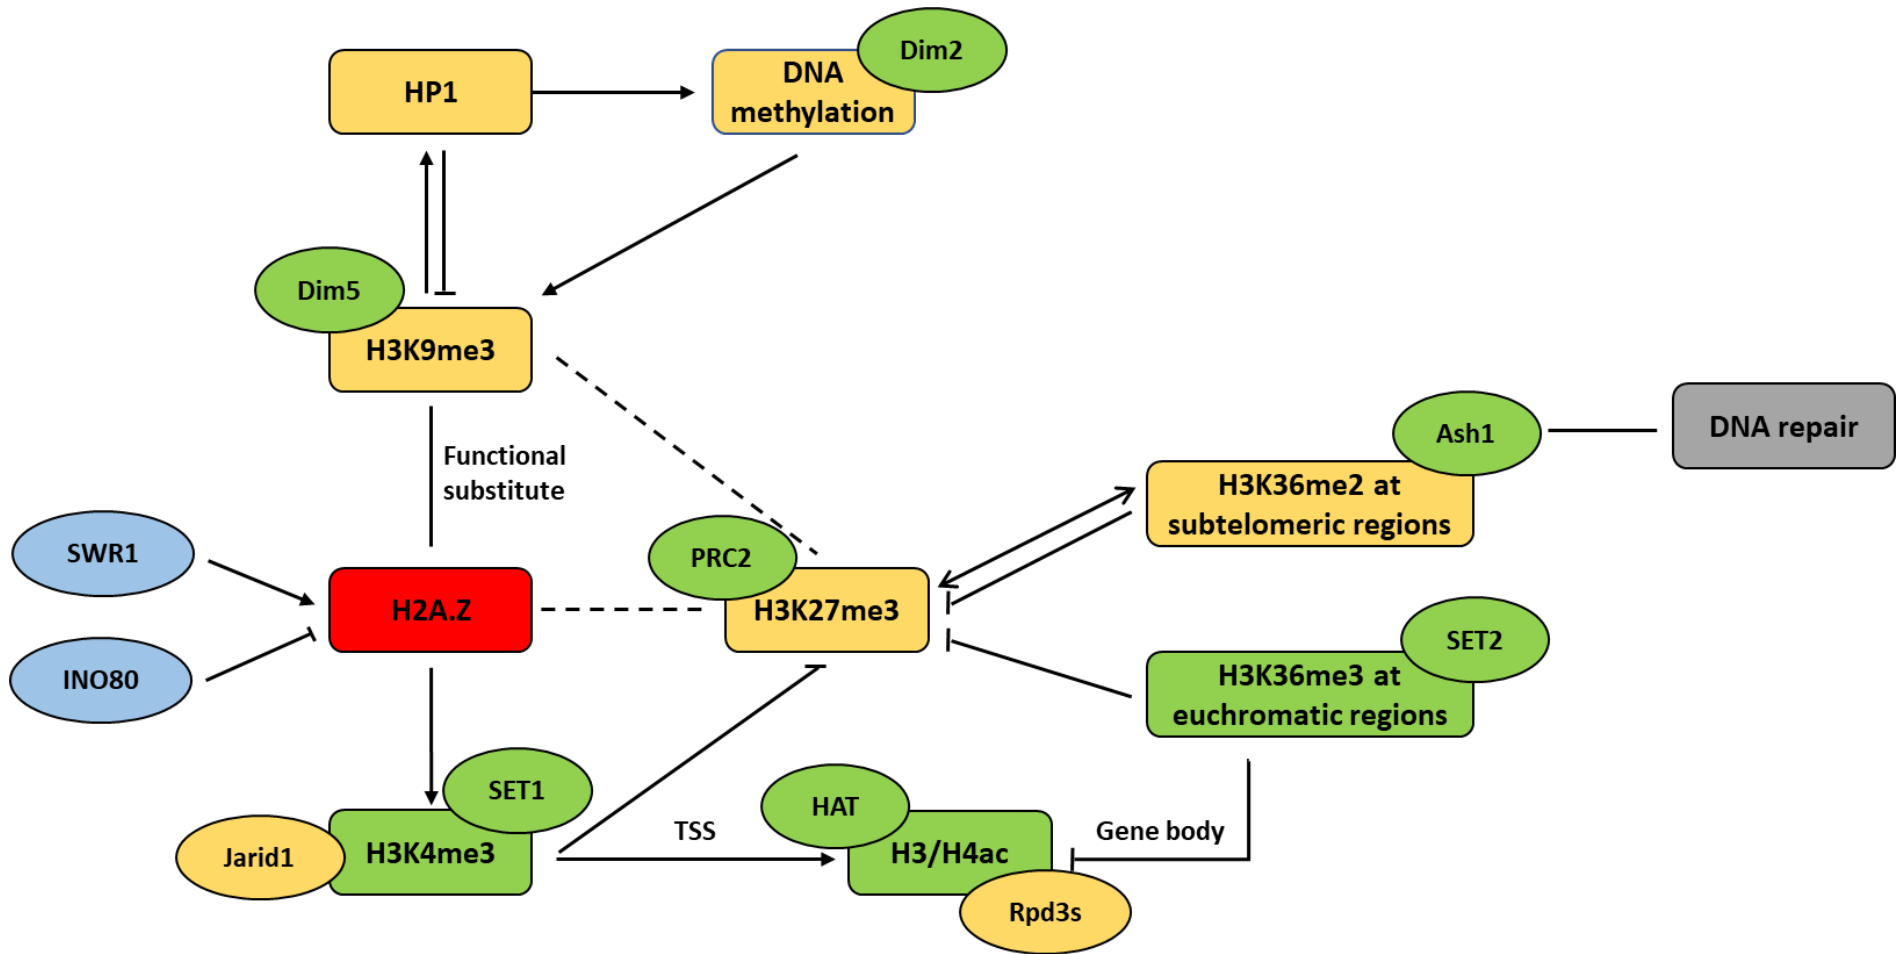 Dim2
HP1
DNA
methylation
Dim5
H3K9me3
Functional
substitute
Ash1
DNA repair
H3K36me2 at
subtelomeric regions
SWR1
PRC2
H2A.Z
H3K27me3
INO80
SET2
H3K36me3 at
euchromatic regions
SET1
HAT
Jarid1
H3K4me3
TSS
H3/H4ac
Gene body
Rpd3s